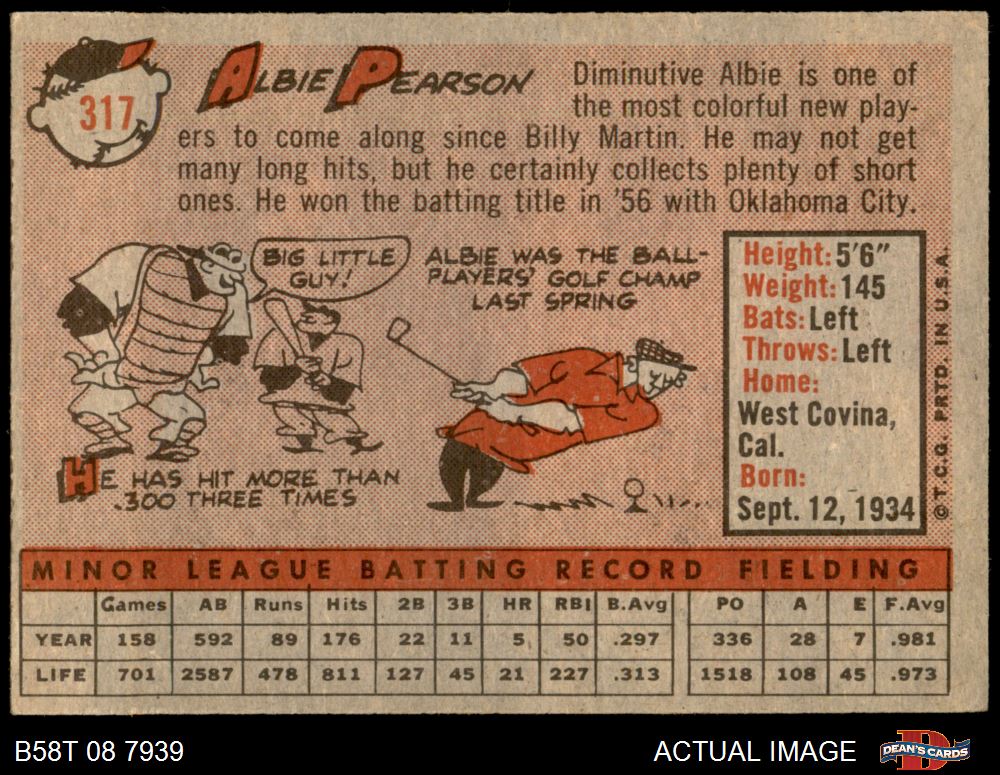 317
ALBIE PEARSON
Diminutive Albie is one of
the most colorful new play-
ers to come along since Billy Martin. He may not get
many long hits, but he certainly collects plenty of short
ones. He won the batting title in '56 with Oklahoma City.
BIG LITTLE
GUY!
HE HAS HIT MORE THAN
.300 THREE TIMES
ALBIE WAS THE BALL-
PLAYERS' GOLF CHAMP
LAST SPRING
Height: 5'6"
Weight: 145
Bats: Left
Throws: Left
Home:
West Covina,
Cal.
Born:
Sept. 12, 1934
© T.C.G. PRTD. IN U.S.A.
MINOR LEAGUE BATTING RECORD FIELDING
Games AB Runs Hits 2B 3B HR RBI B.Avg PO A E F.Avg
YEAR 158 592 89 176 22 11 5 50 .297 336 28 7 .981
LIFE 701 2587 478 811 127 45 21 227 .313 1518 108 45 .973
B58T 08 7939
ACTUAL IMAGE
DEAN'S CARDS